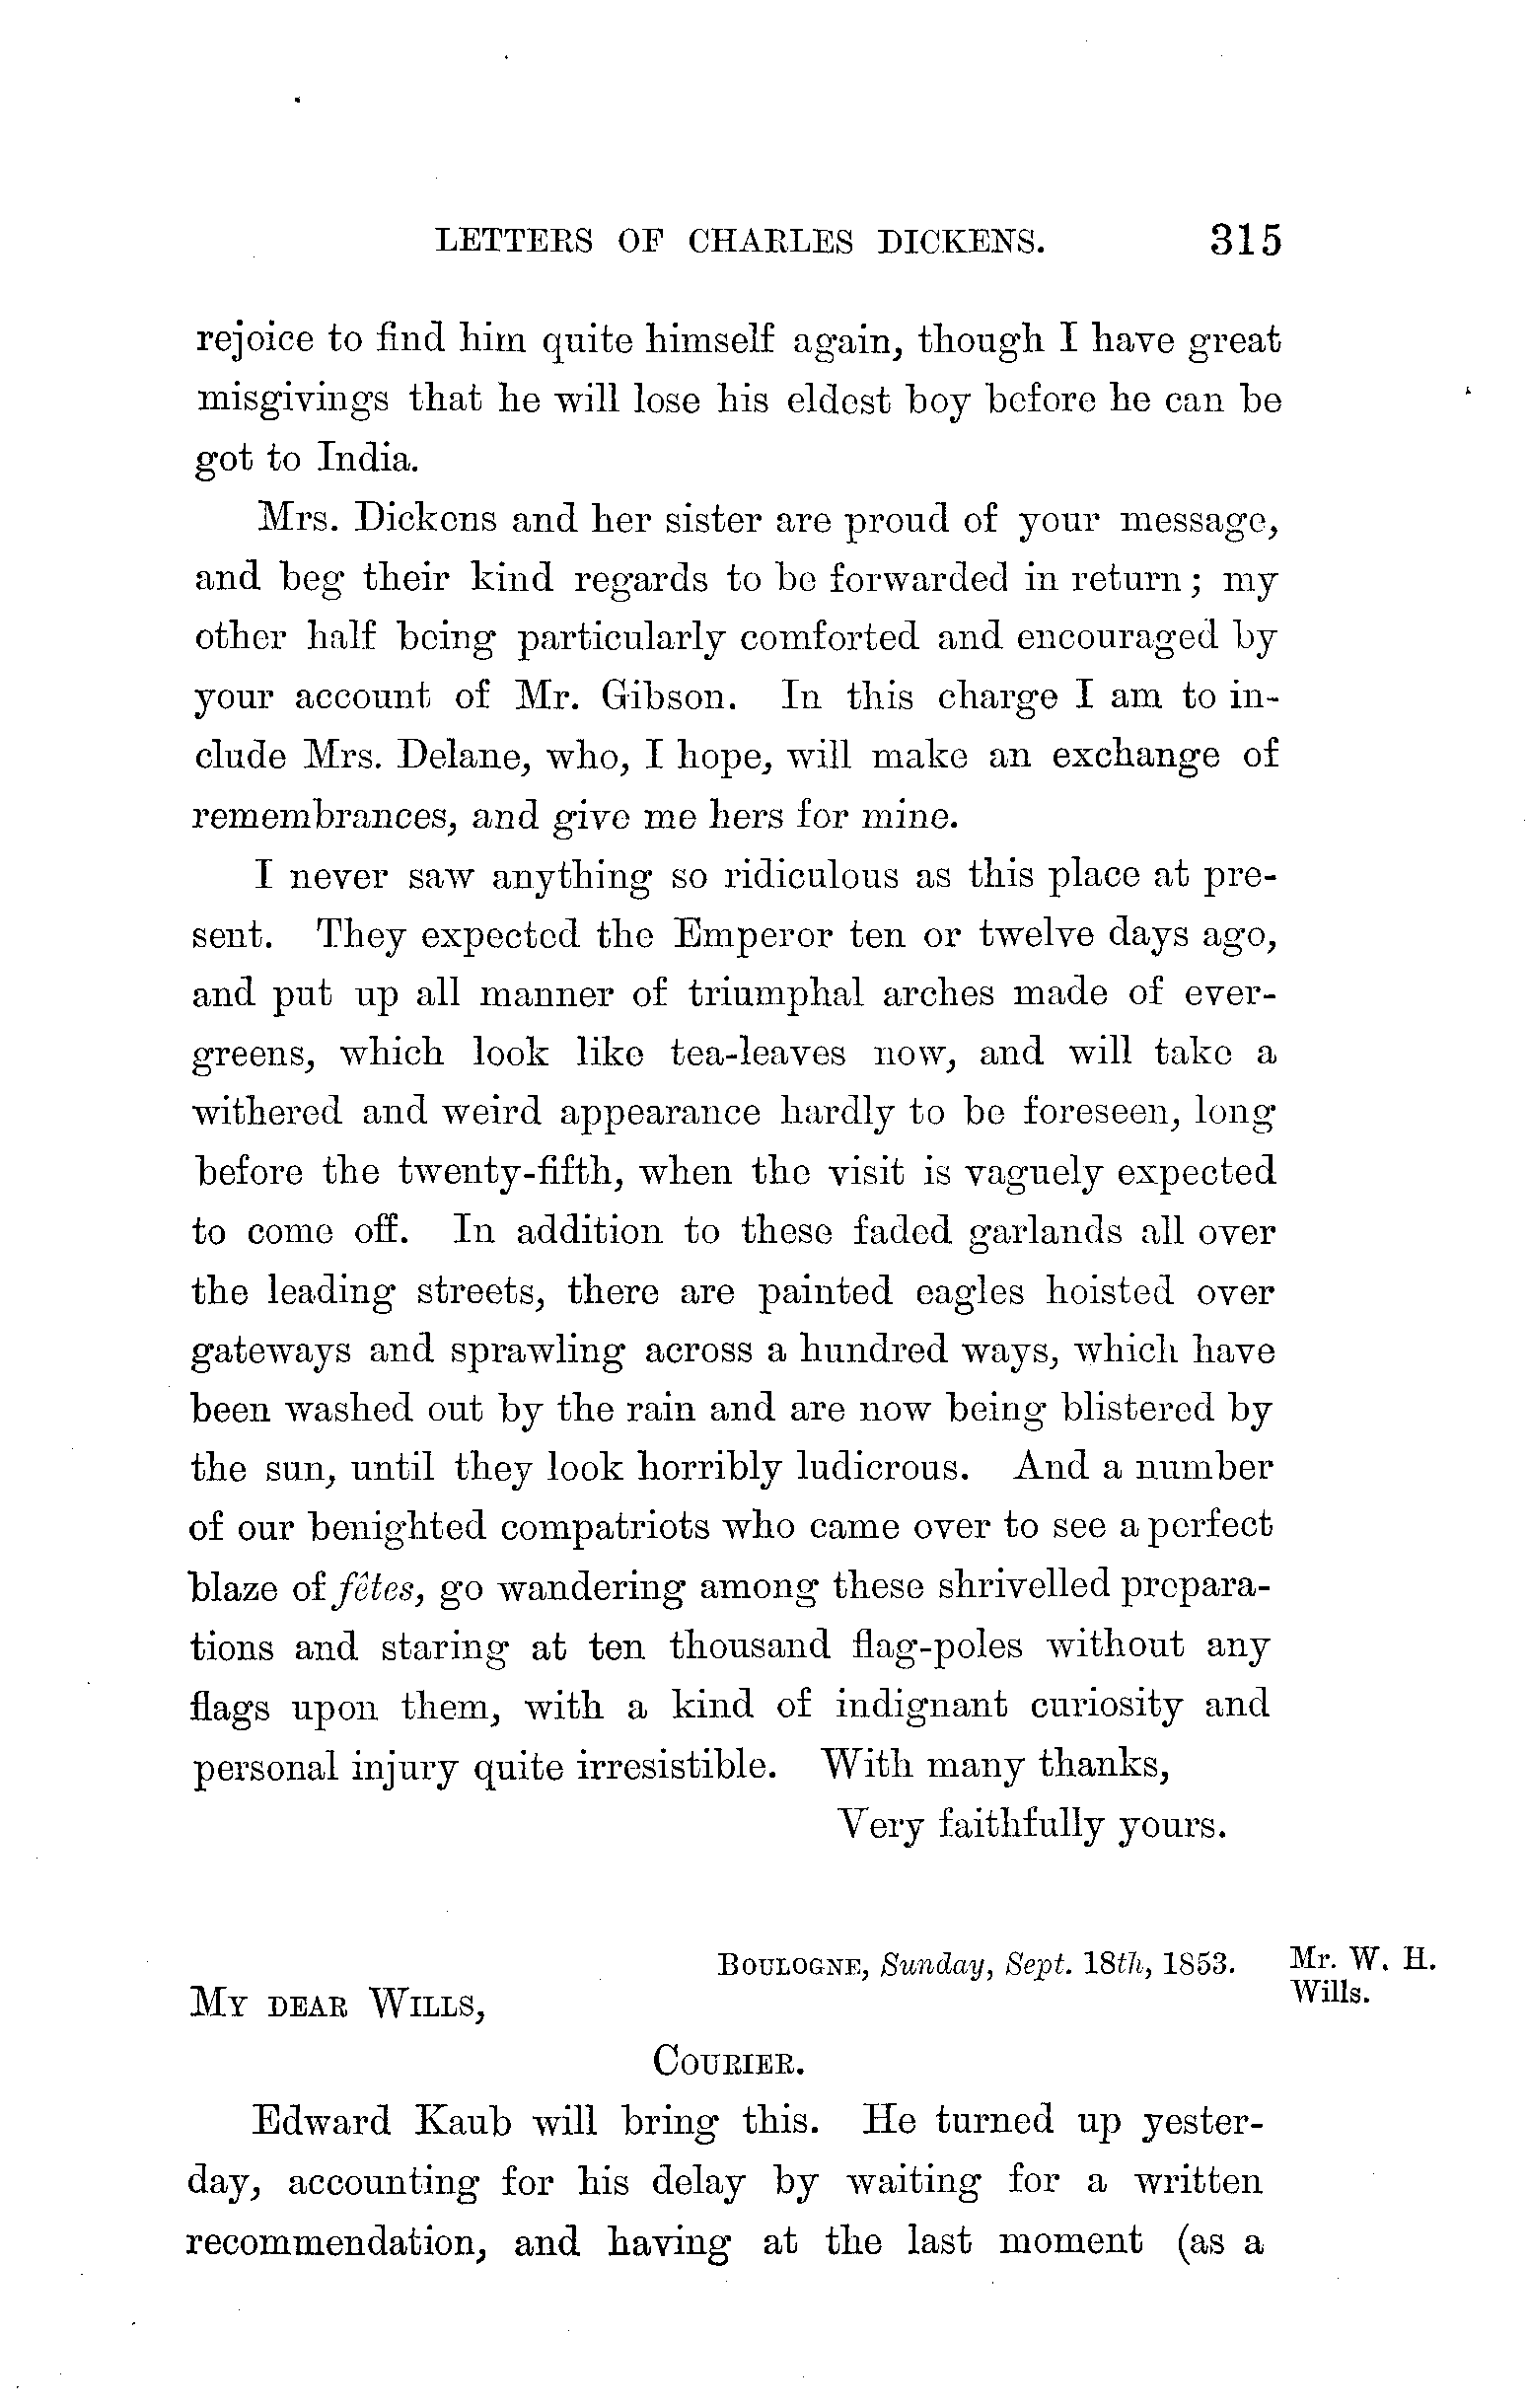 LETTERS OF CHARLES DICKENS. 315
rejoice to find him quite himself again, though I have great
misgivings that he will lose his eldest boy before he can be
got to India.
Mrs. Dickens and her sister are proud of your message,
and beg their kind regards to be forwarded in return; my
other half being particularly comforted and encouraged by
your account of Mr. Gibson. In this charge I am to in-
clude Mrs. Delane, who, I hope, will make an exchange of
remembrances, and give me hers for mine.
I never saw anything so ridiculous as this place at pre-
sent. They expected the Emperor ten or twelve days ago,
and put up all manner of triumphal arches made of ever-
greens, which look like tea-leaves now, and will take a
withered and weird appearance hardly to be foreseen, long
before the twenty-fifth, when the visit is vaguely expected
to come off. In addition to these faded garlands all over
the leading streets, there are painted eagles hoisted over
gateways and sprawling across a hundred ways, which have
been washed out by the rain and are now being blistered by
the sun, until they look horribly ludicrous. And a number
of our benighted compatriots who came over to see a perfect
blaze of fêtes, go wandering among these shrivelled prepara-
tions and staring at ten thousand flag-poles without any
flags upon them, with a kind of indignant curiosity and
personal injury quite irresistible. With many thanks,
Very faithfully yours.
BOULOGNE, Sunday, Sept. 18th, 1853.
Mr. W. H.
Wills.
MY DEAR WILLS,
COURIER.
Edward Kaub will bring this. He turned up yester-
day, accounting for his delay by waiting for a written
recommendation, and having at the last moment (as a